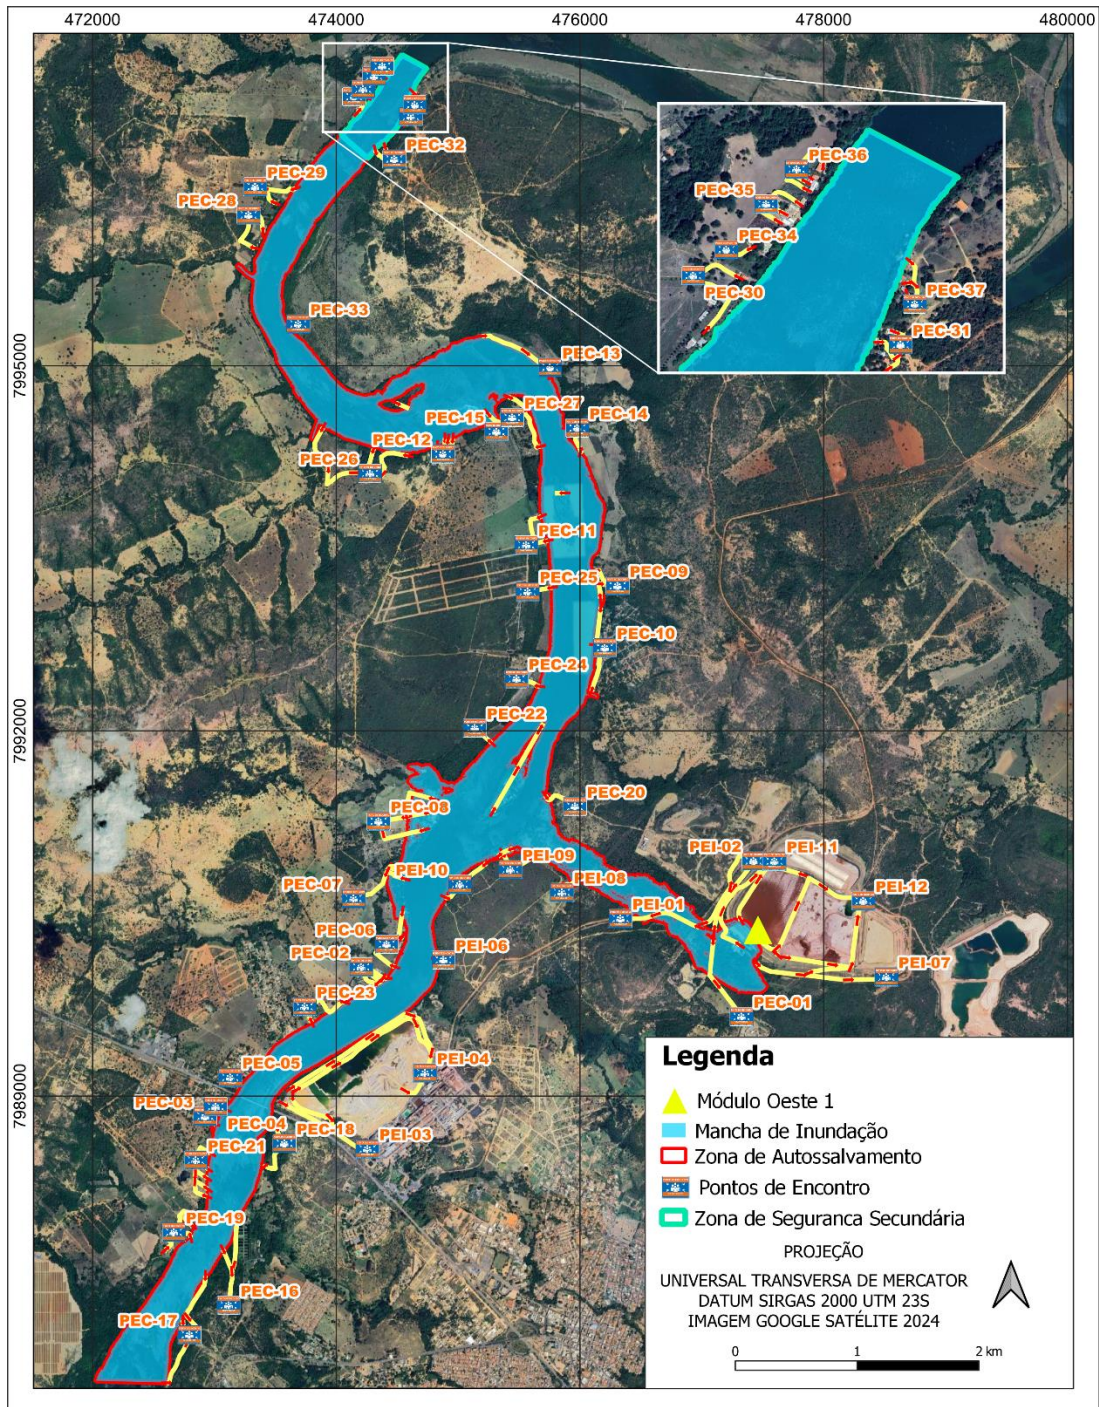 472000 474000 476000 478000 480000
PEC-32
PEC-29
PEC-28
PEC-36
PEC-35
PEC-34
PEC-30
PEC-37
PEC-31
PEC-33
7995000
PEC-13
PEC-27
PEC-15
PEC-14
PEC-12
PEC-26
PEC-11
PEC-09
PEC-25
PEC-10
PEC-24
PEC-22
7992000
PEC-20
PEC-08
PEI-09
PEI-02
PEI-11
PEI-10
PEC-07
PEI-08
PEI-12
PEI-01
PEC-06
PEI-06
PEC-02
PEI-07
PEC-23
PEC-01
PEC-05
PEI-04
7989000
PEC-03
PEC-04
PEC-18
PEC-21
PEI-03
PEC-19
PEC-16
PEC-17
Legenda
Módulo Oeste 1
Mancha de Inundação
Zona de Autossalvamento
Pontos de Encontro
Zona de Seguranca Secundária
PROJEÇÃO
UNIVERSAL TRANSVERSA DE MERCATOR
DATUM SIRGAS 2000 UTM 23S
IMAGEM GOOGLE SATÉLITE 2024
0 1 2 km